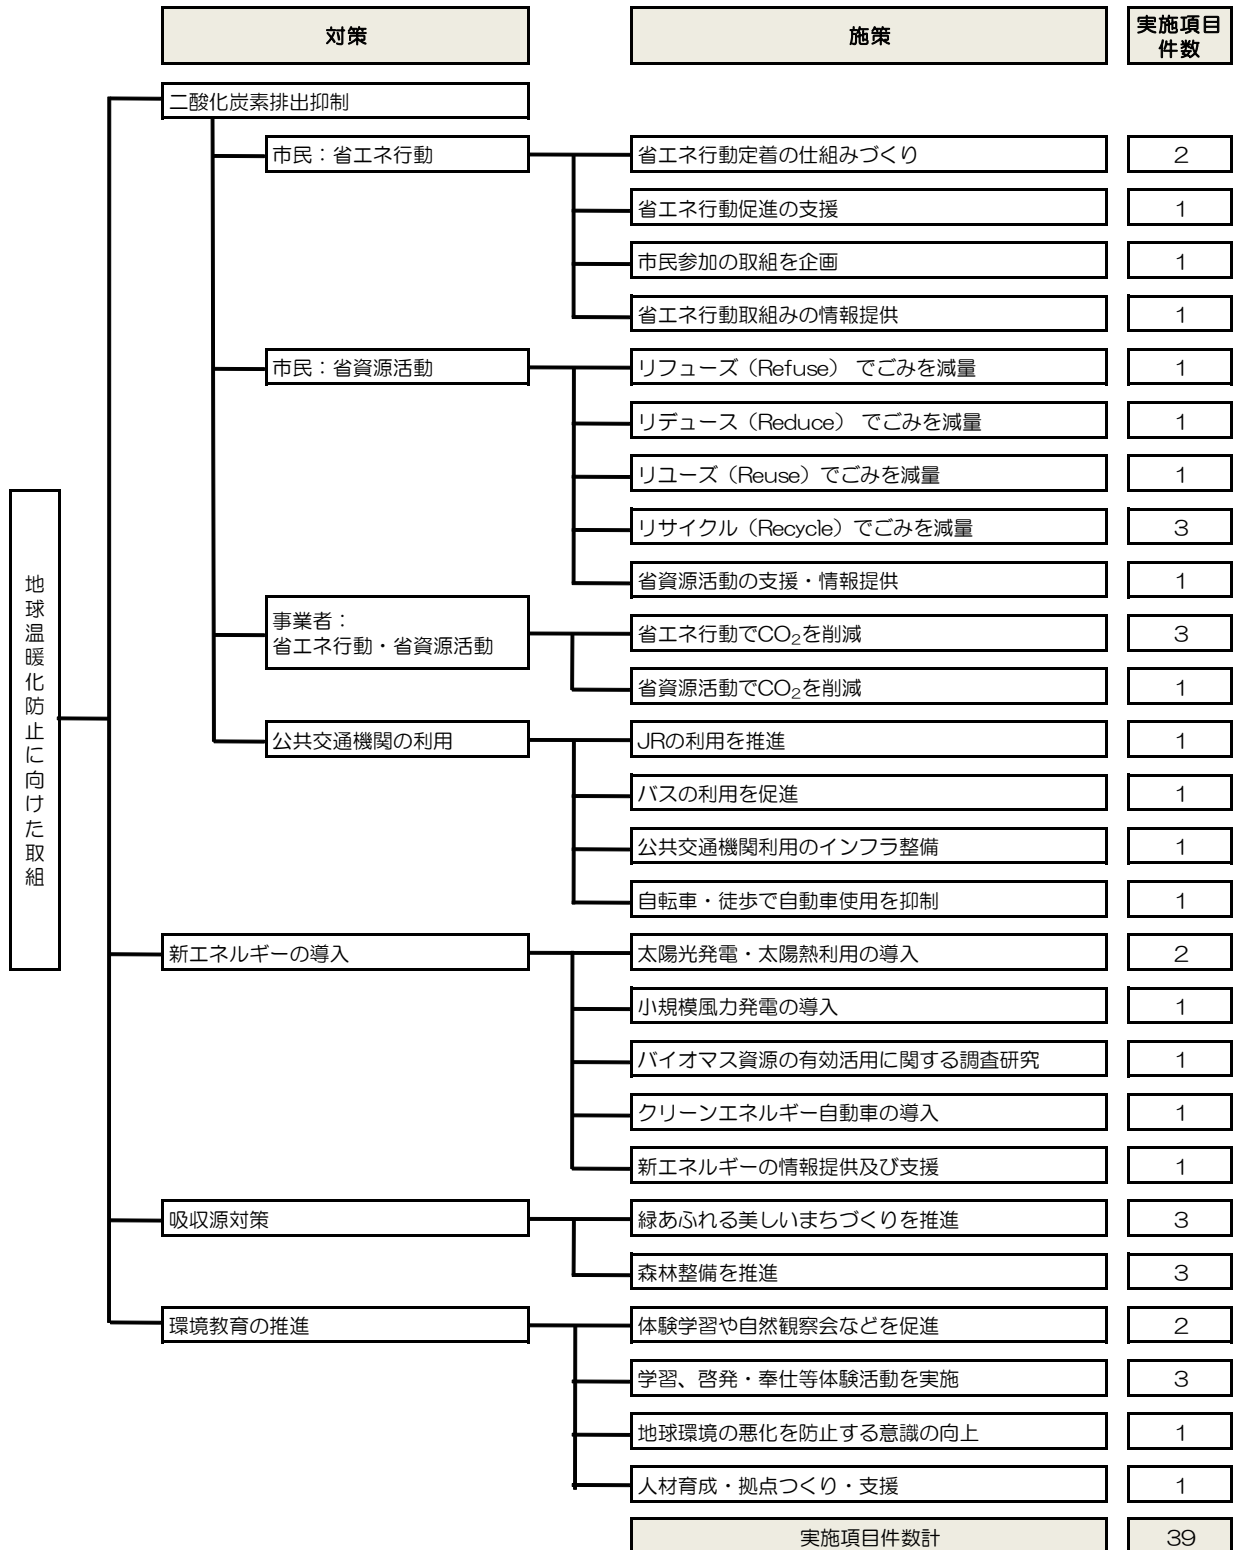 対策
施策
実施項目
件数
地球温暖化防止に向けた取組
二酸化炭素排出抑制
市民：省エネ行動
省エネ行動定着の仕組みづくり
2
省エネ行動促進の支援
1
市民参加の取組を企画
1
省エネ行動取組みの情報提供
1
市民：省資源活動
リフューズ（Refuse） でごみを減量
1
リデュース（Reduce） でごみを減量
1
リユーズ（Reuse）でごみを減量
1
リサイクル（Recycle）でごみを減量
3
省資源活動の支援・情報提供
1
事業者：
省エネ行動・省資源活動
省エネ行動でCO₂を削減
3
省資源活動でCO₂を削減
1
公共交通機関の利用
JRの利用を推進
1
バスの利用を促進
1
公共交通機関利用のインフラ整備
1
自転車・徒歩で自動車使用を抑制
1
新エネルギーの導入
太陽光発電・太陽熱利用の導入
2
小規模風力発電の導入
1
バイオマス資源の有効活用に関する調査研究
1
クリーンエネルギー自動車の導入
1
新エネルギーの情報提供及び支援
1
吸収源対策
緑あふれる美しいまちづくりを推進
3
森林整備を推進
3
環境教育の推進
体験学習や自然観察会などを促進
2
学習、啓発・奉仕等体験活動を実施
3
地球環境の悪化を防止する意識の向上
1
人材育成・拠点つくり・支援
1
実施項目件数計
39